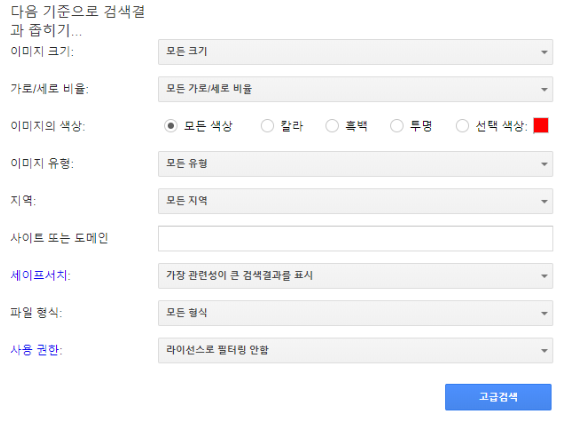 다음 기준으로 검색결
과 좁히기...
이미지 크기: 모든 크기
가로/세로 비율: 모든 가로/세로 비율
이미지의 색상: 모든 색상 칼라 흑백 투명 선택 색상:
이미지 유형: 모든 유형
지역: 모든 지역
사이트 또는 도메인
세이프서치: 가장 관련성이 큰 검색결과를 표시
파일 형식: 모든 형식
사용 권한: 라이선스로 필터링 안함
고급검색